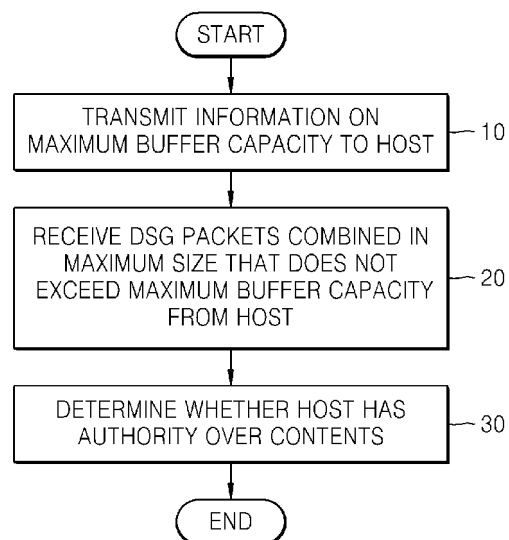 START
TRANSMIT INFORMATION ON
MAXIMUM BUFFER CAPACITY TO HOST
10
RECEIVE DSG PACKETS COMBINED IN
MAXIMUM SIZE THAT DOES NOT
EXCEED MAXIMUM BUFFER CAPACITY
FROM HOST
20
DETERMINE WHETHER HOST HAS
AUTHORITY OVER CONTENTS
30
END